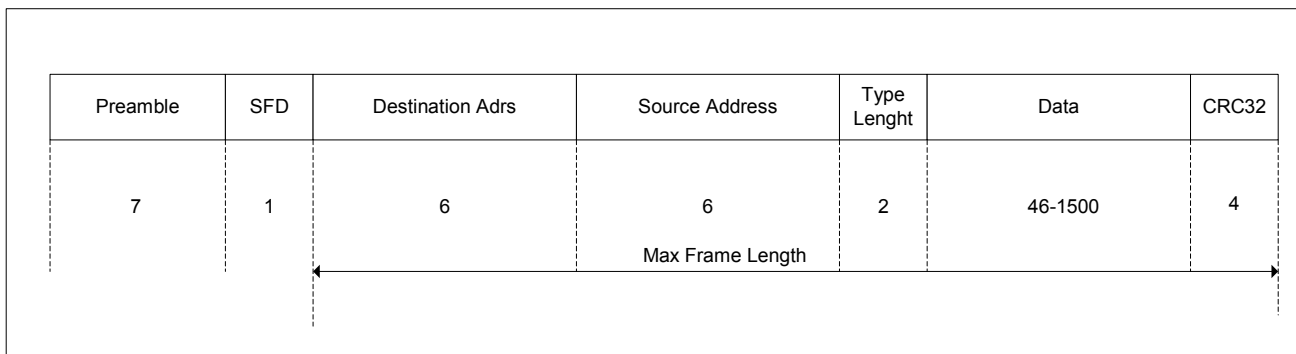 Preamble
SFD
Destination Adrs
Source Address
Type
Lenght
Data
CRC32
7
1
6
6
2
46-1500
4
Max Frame Length